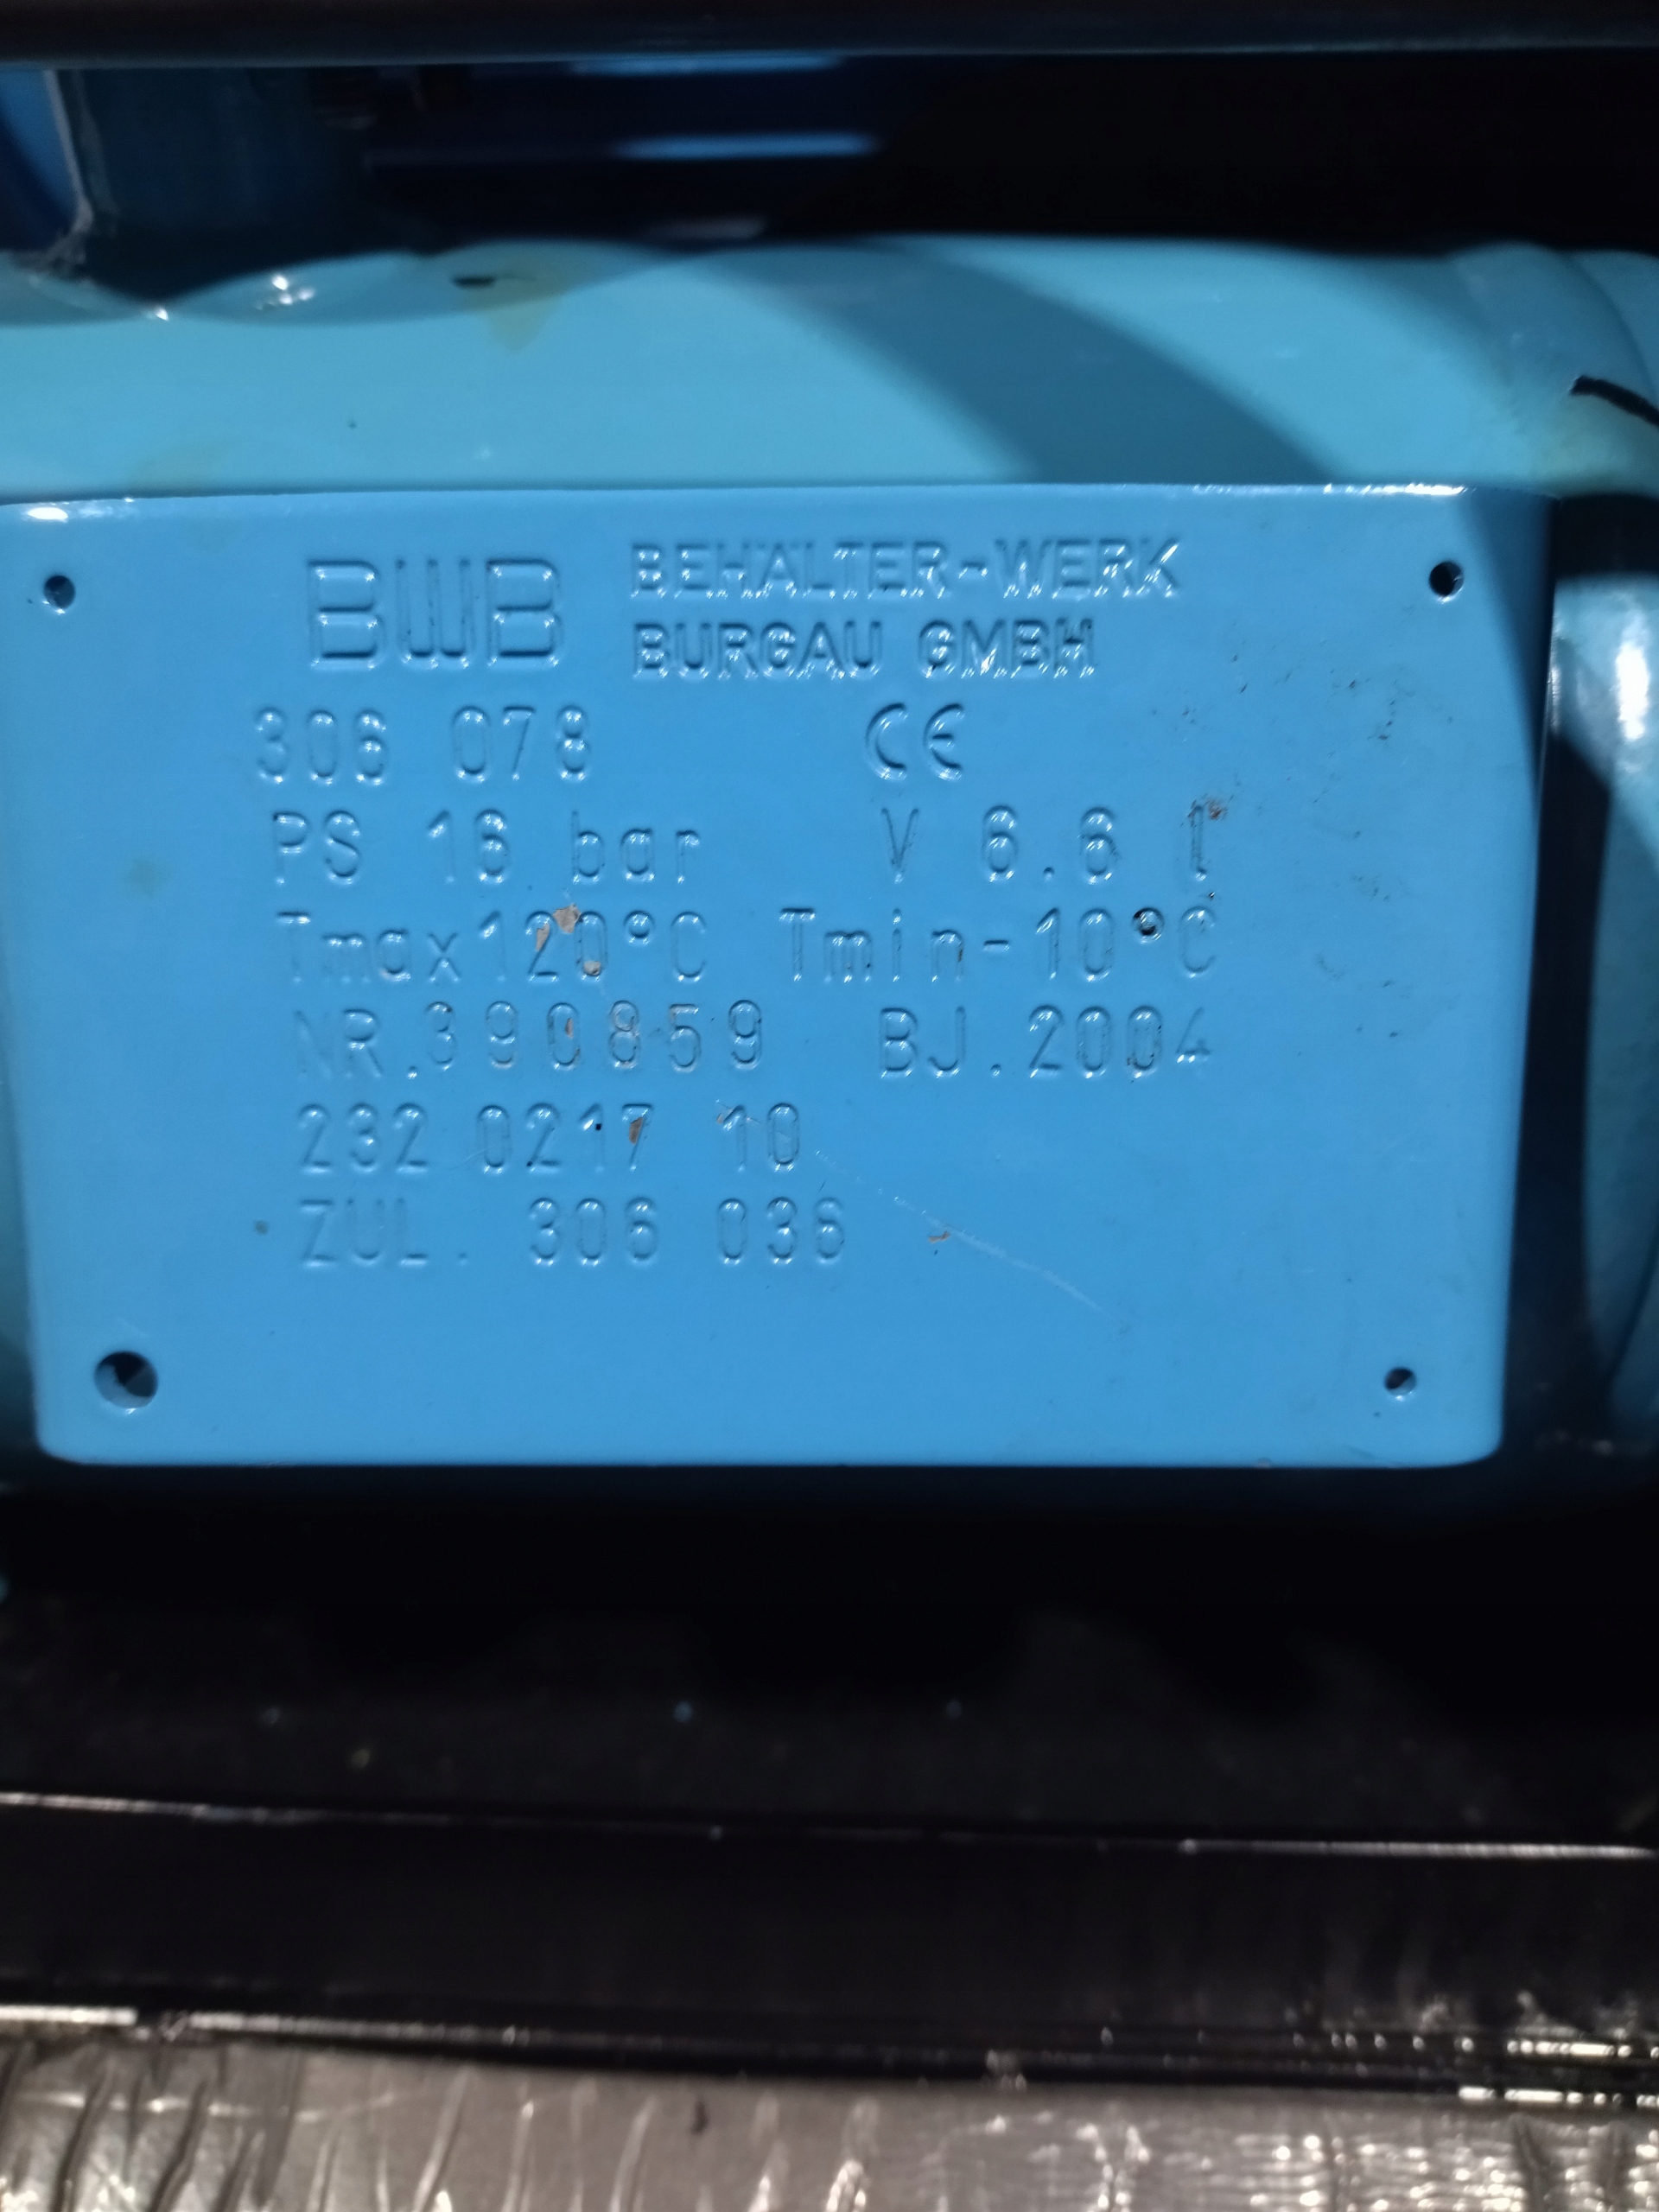 BWB BEHÄLTER-WERK
BURGAU GMBH
306 078 CE
PS 16 bar V 6.6 l
Tmax120°C Tmin-10°C
NR.390859 BJ.2004
232 0217 10
ZUL. 306 036